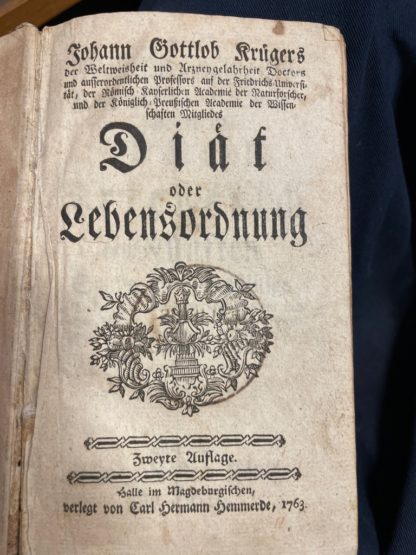 Johann Gottlob Krügers
der Weltweisheit und Arzneygelahrheit Doctors
und ausserordentlichen Professors auf der Friedrichs-Universi-
tät, der Römisch-Kayserlichen Academie der Naturforscher,
und der Königlich-Preußischen Academie der Wissen-
schaften Mitgliedes
Diät
oder
Lebensordnung
Zweyte Auflage.
Halle im Magdeburgischen,
verlegt von Carl Hermann Hemmerde, 1763.